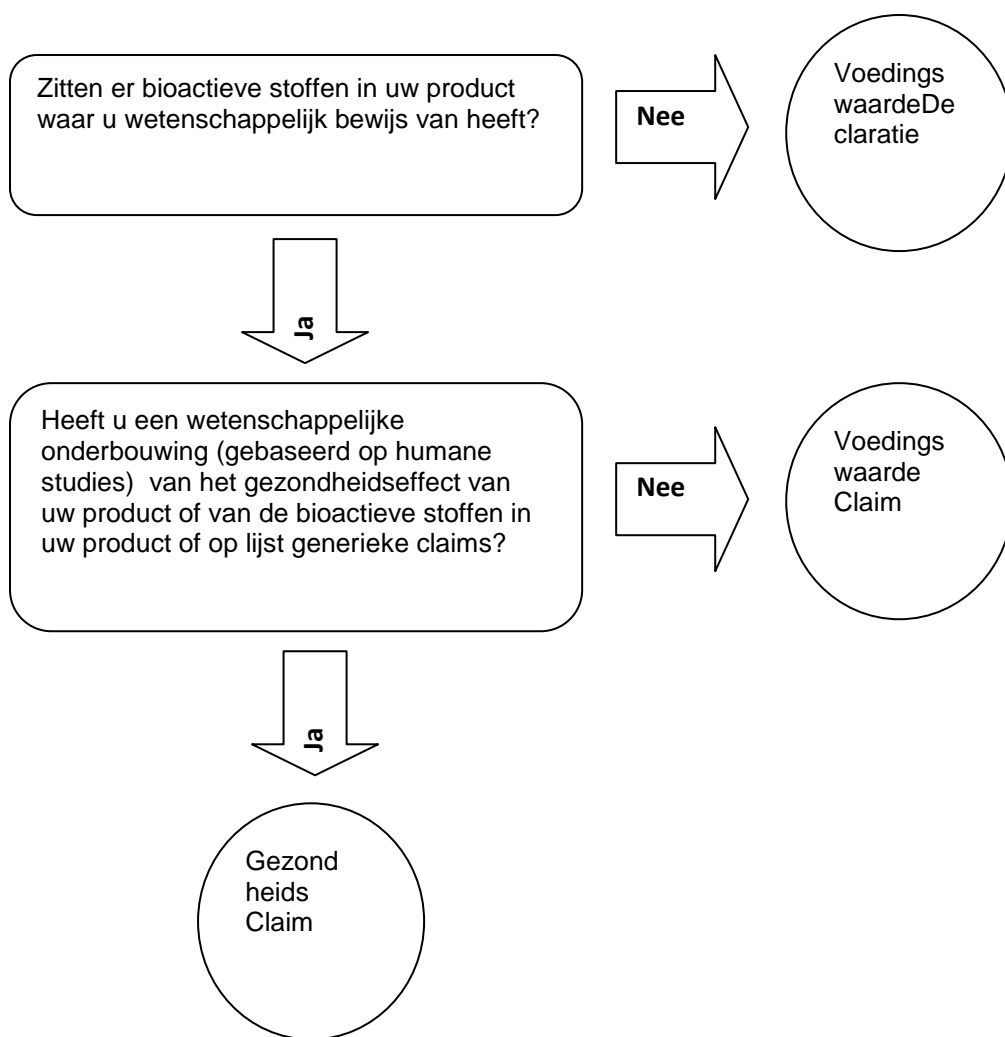 Zitten er bioactieve stoffen in uw product
waar u wetenschappelijk bewijs van heeft?
Nee
Voedings
waardeDe
claratie
Ja
Heeft u een wetenschappelijke
onderbouwing (gebaseerd op humane
studies)  van het gezondheidseffect van
uw product of van de bioactieve stoffen in
uw product of op lijst generieke claims?
Nee
Voedings
waarde
Claim
Ja
Gezond
heids
Claim